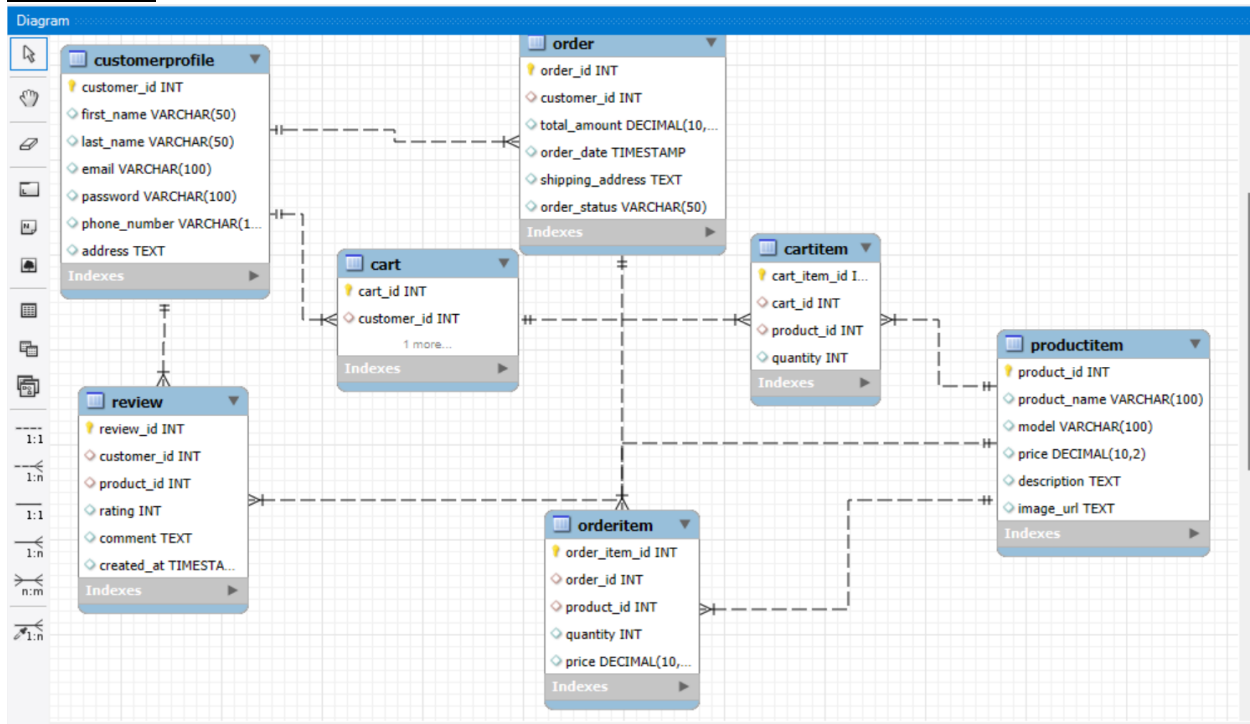 Diagram
customerprofile
customer_id INT
first_name VARCHAR(50)
last_name VARCHAR(50)
email VARCHAR(100)
password VARCHAR(100)
phone_number VARCHAR(1...
address TEXT
Indexes
order
order_id INT
customer_id INT
total_amount DECIMAL(10,...
order_date TIMESTAMP
shipping_address TEXT
order_status VARCHAR(50)
Indexes
cart
cart_id INT
customer_id INT
1 more...
Indexes
cartitem
cart_item_id I...
cart_id INT
product_id INT
quantity INT
Indexes
productitem
product_id INT
product_name VARCHAR(100)
model VARCHAR(100)
price DECIMAL(10,2)
description TEXT
image_url TEXT
Indexes
review
review_id INT
customer_id INT
product_id INT
rating INT
comment TEXT
created_at TIMESTA...
Indexes
orderitem
order_item_id INT
order_id INT
product_id INT
quantity INT
price DECIMAL(10,...
Indexes
1:1
1:n
1:1
1:n
n:m
1:n